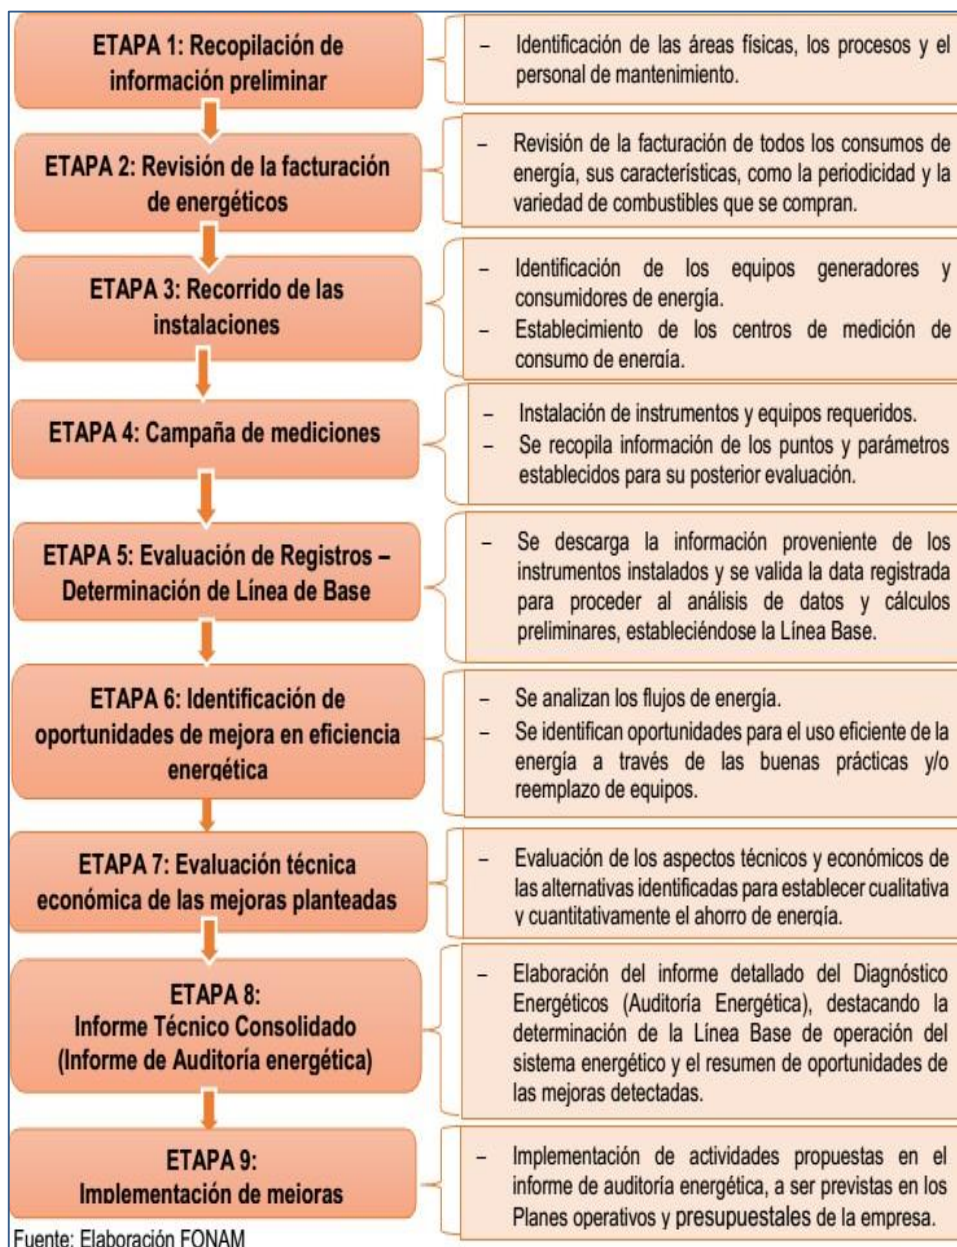 ETAPA 1: Recopilación de
información preliminar
– Identificación de las áreas físicas, los procesos y el
personal de mantenimiento.
ETAPA 2: Revisión de la facturación
de energéticos
– Revisión de la facturación de todos los consumos de
energía, sus características, como la periodicidad y la
variedad de combustibles que se compran.
ETAPA 3: Recorrido de las
instalaciones
– Identificación de los equipos generadores y
consumidores de energía.
– Establecimiento de los centros de medición de
consumo de energía.
ETAPA 4: Campaña de mediciones
– Instalación de instrumentos y equipos requeridos.
– Se recopila información de los puntos y parámetros
establecidos para su posterior evaluación.
ETAPA 5: Evaluación de Registros –
Determinación de Línea de Base
– Se descarga la información proveniente de los
instrumentos instalados y se valida la data registrada
para proceder al análisis de datos y cálculos
preliminares, estableciéndose la Línea Base.
ETAPA 6: Identificación de
oportunidades de mejora en eficiencia
energética
– Se analizan los flujos de energía.
– Se identifican oportunidades para el uso eficiente de la
energía a través de las buenas prácticas y/o
reemplazo de equipos.
ETAPA 7: Evaluación técnica
económica de las mejoras planteadas
– Evaluación de los aspectos técnicos y económicos de
las alternativas identificadas para establecer cualitativa
y cuantitativamente el ahorro de energía.
ETAPA 8:
Informe Técnico Consolidado
(Informe de Auditoría energética)
– Elaboración del informe detallado del Diagnóstico
Energéticos (Auditoría Energética), destacando la
determinación de la Línea Base de operación del
sistema energético y el resumen de oportunidades de
las mejoras detectadas.
ETAPA 9:
Implementación de mejoras
– Implementación de actividades propuestas en el
informe de auditoría energética, a ser previstas en los
Planes operativos y presupuestales de la empresa.
Fuente: Elaboración FONAM